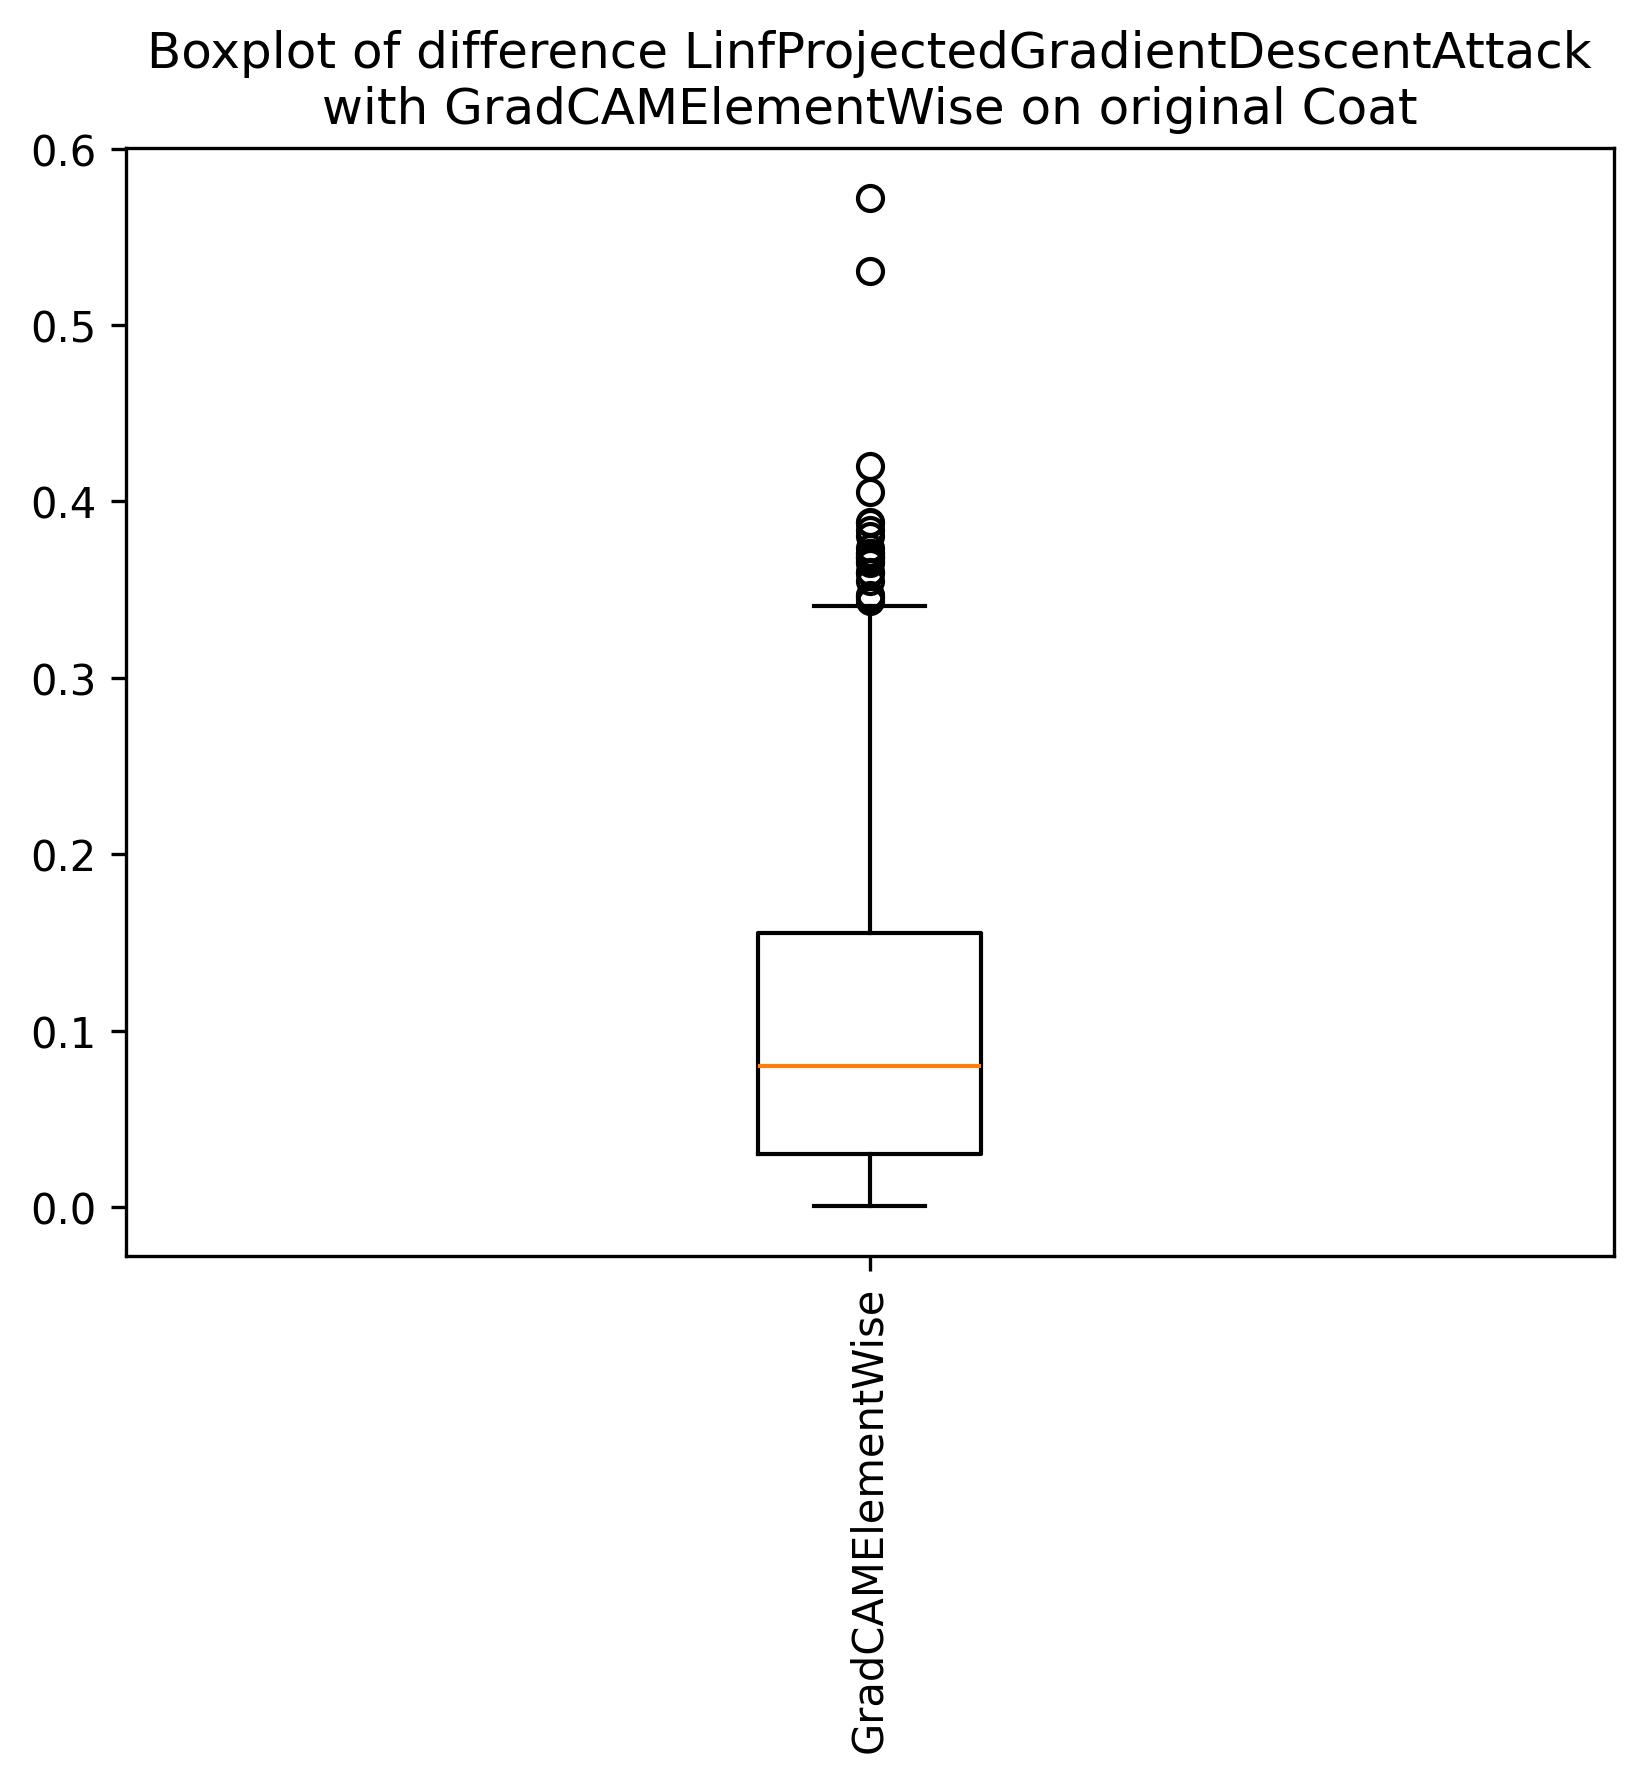 Boxplot of difference LinfProjectedGradientDescentAttack
with GradCAMElementWise on original Coat
0.6
0.5
0.4
0.3
0.2
0.1
0.0
GradCAMElementWise